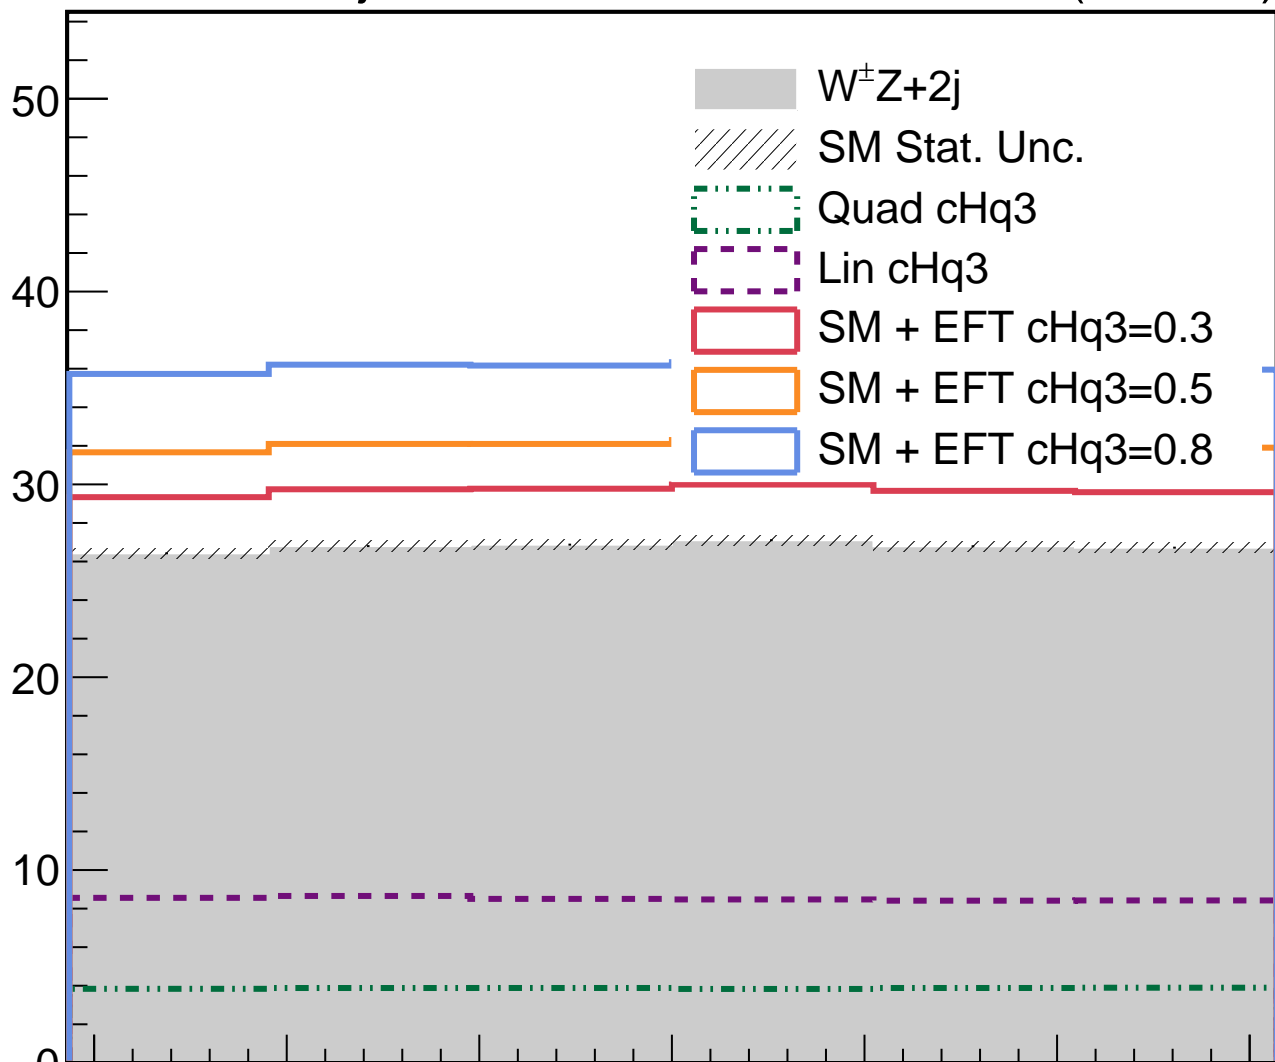 50
40
30
20
10
0
W±Z+2j
SM Stat. Unc.
Quad cHq3
Lin cHq3
SM + EFT cHq3=0.3
SM + EFT cHq3=0.5
SM + EFT cHq3=0.8